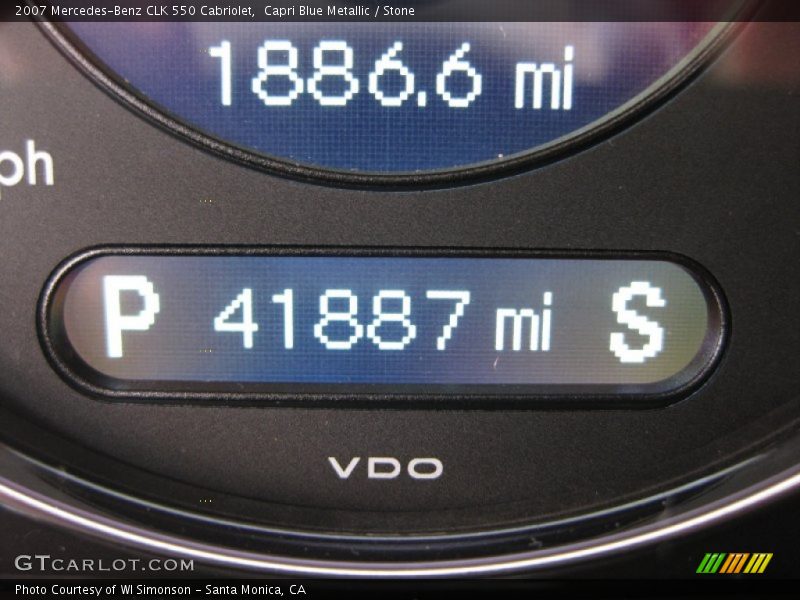 2007 Mercedes-Benz CLK 550 Cabriolet, Capri Blue Metallic / Stone
1886.6 mi
ph
P 41887 mi S
VDO
GTCARLOT.COM
Photo Courtesy of WI Simonson - Santa Monica, CA